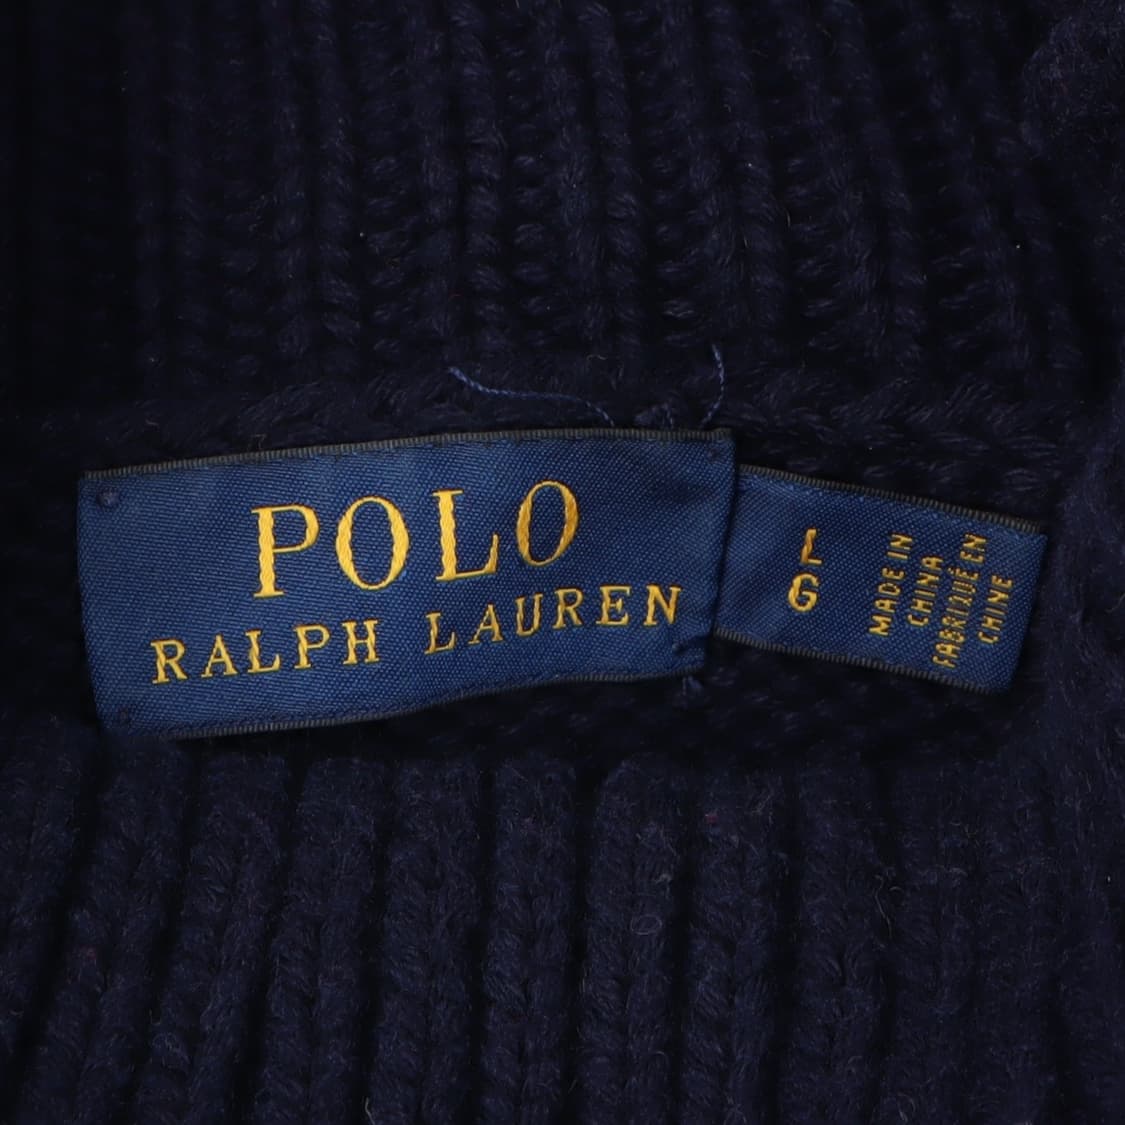 POLO
RALPH LAUREN
L
G
MADE IN
CHINA
FABRIQUÉ EN
CHINE